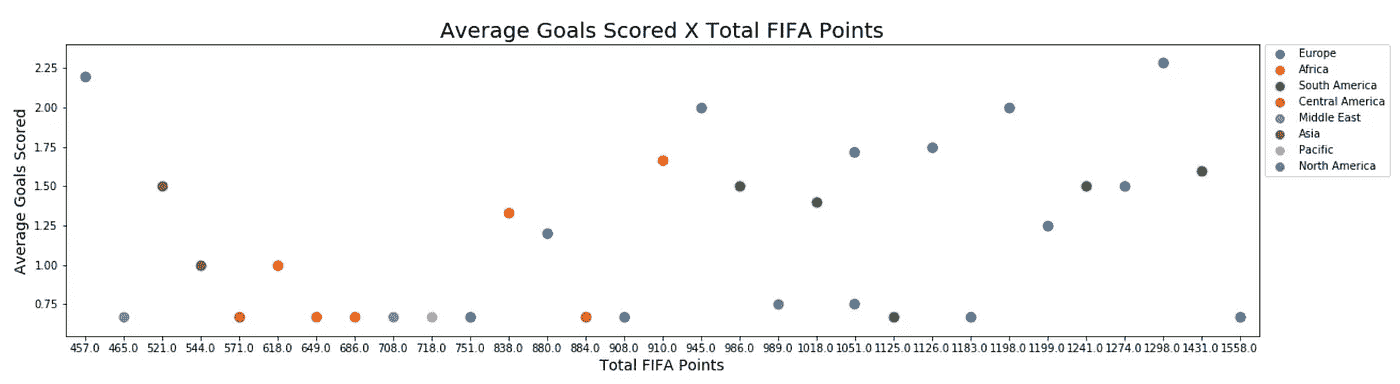 Average Goals Scored X Total FIFA Points
Average Goals Scored
2.25
2.00
1.75
1.50
1.25
1.00
0.75
457.0 465.0 521.0 544.0 571.0 618.0 649.0 686.0 708.0 718.0 751.0 838.0 880.0 884.0 908.0 910.0 945.0 986.0 989.0 1018.0 1051.0 1125.0 1126.0 1183.0 1198.0 1199.0 1241.0 1274.0 1298.0 1431.0 1558.0
Total FIFA Points
Europe
Africa
South America
Central America
Middle East
Asia
Pacific
North America